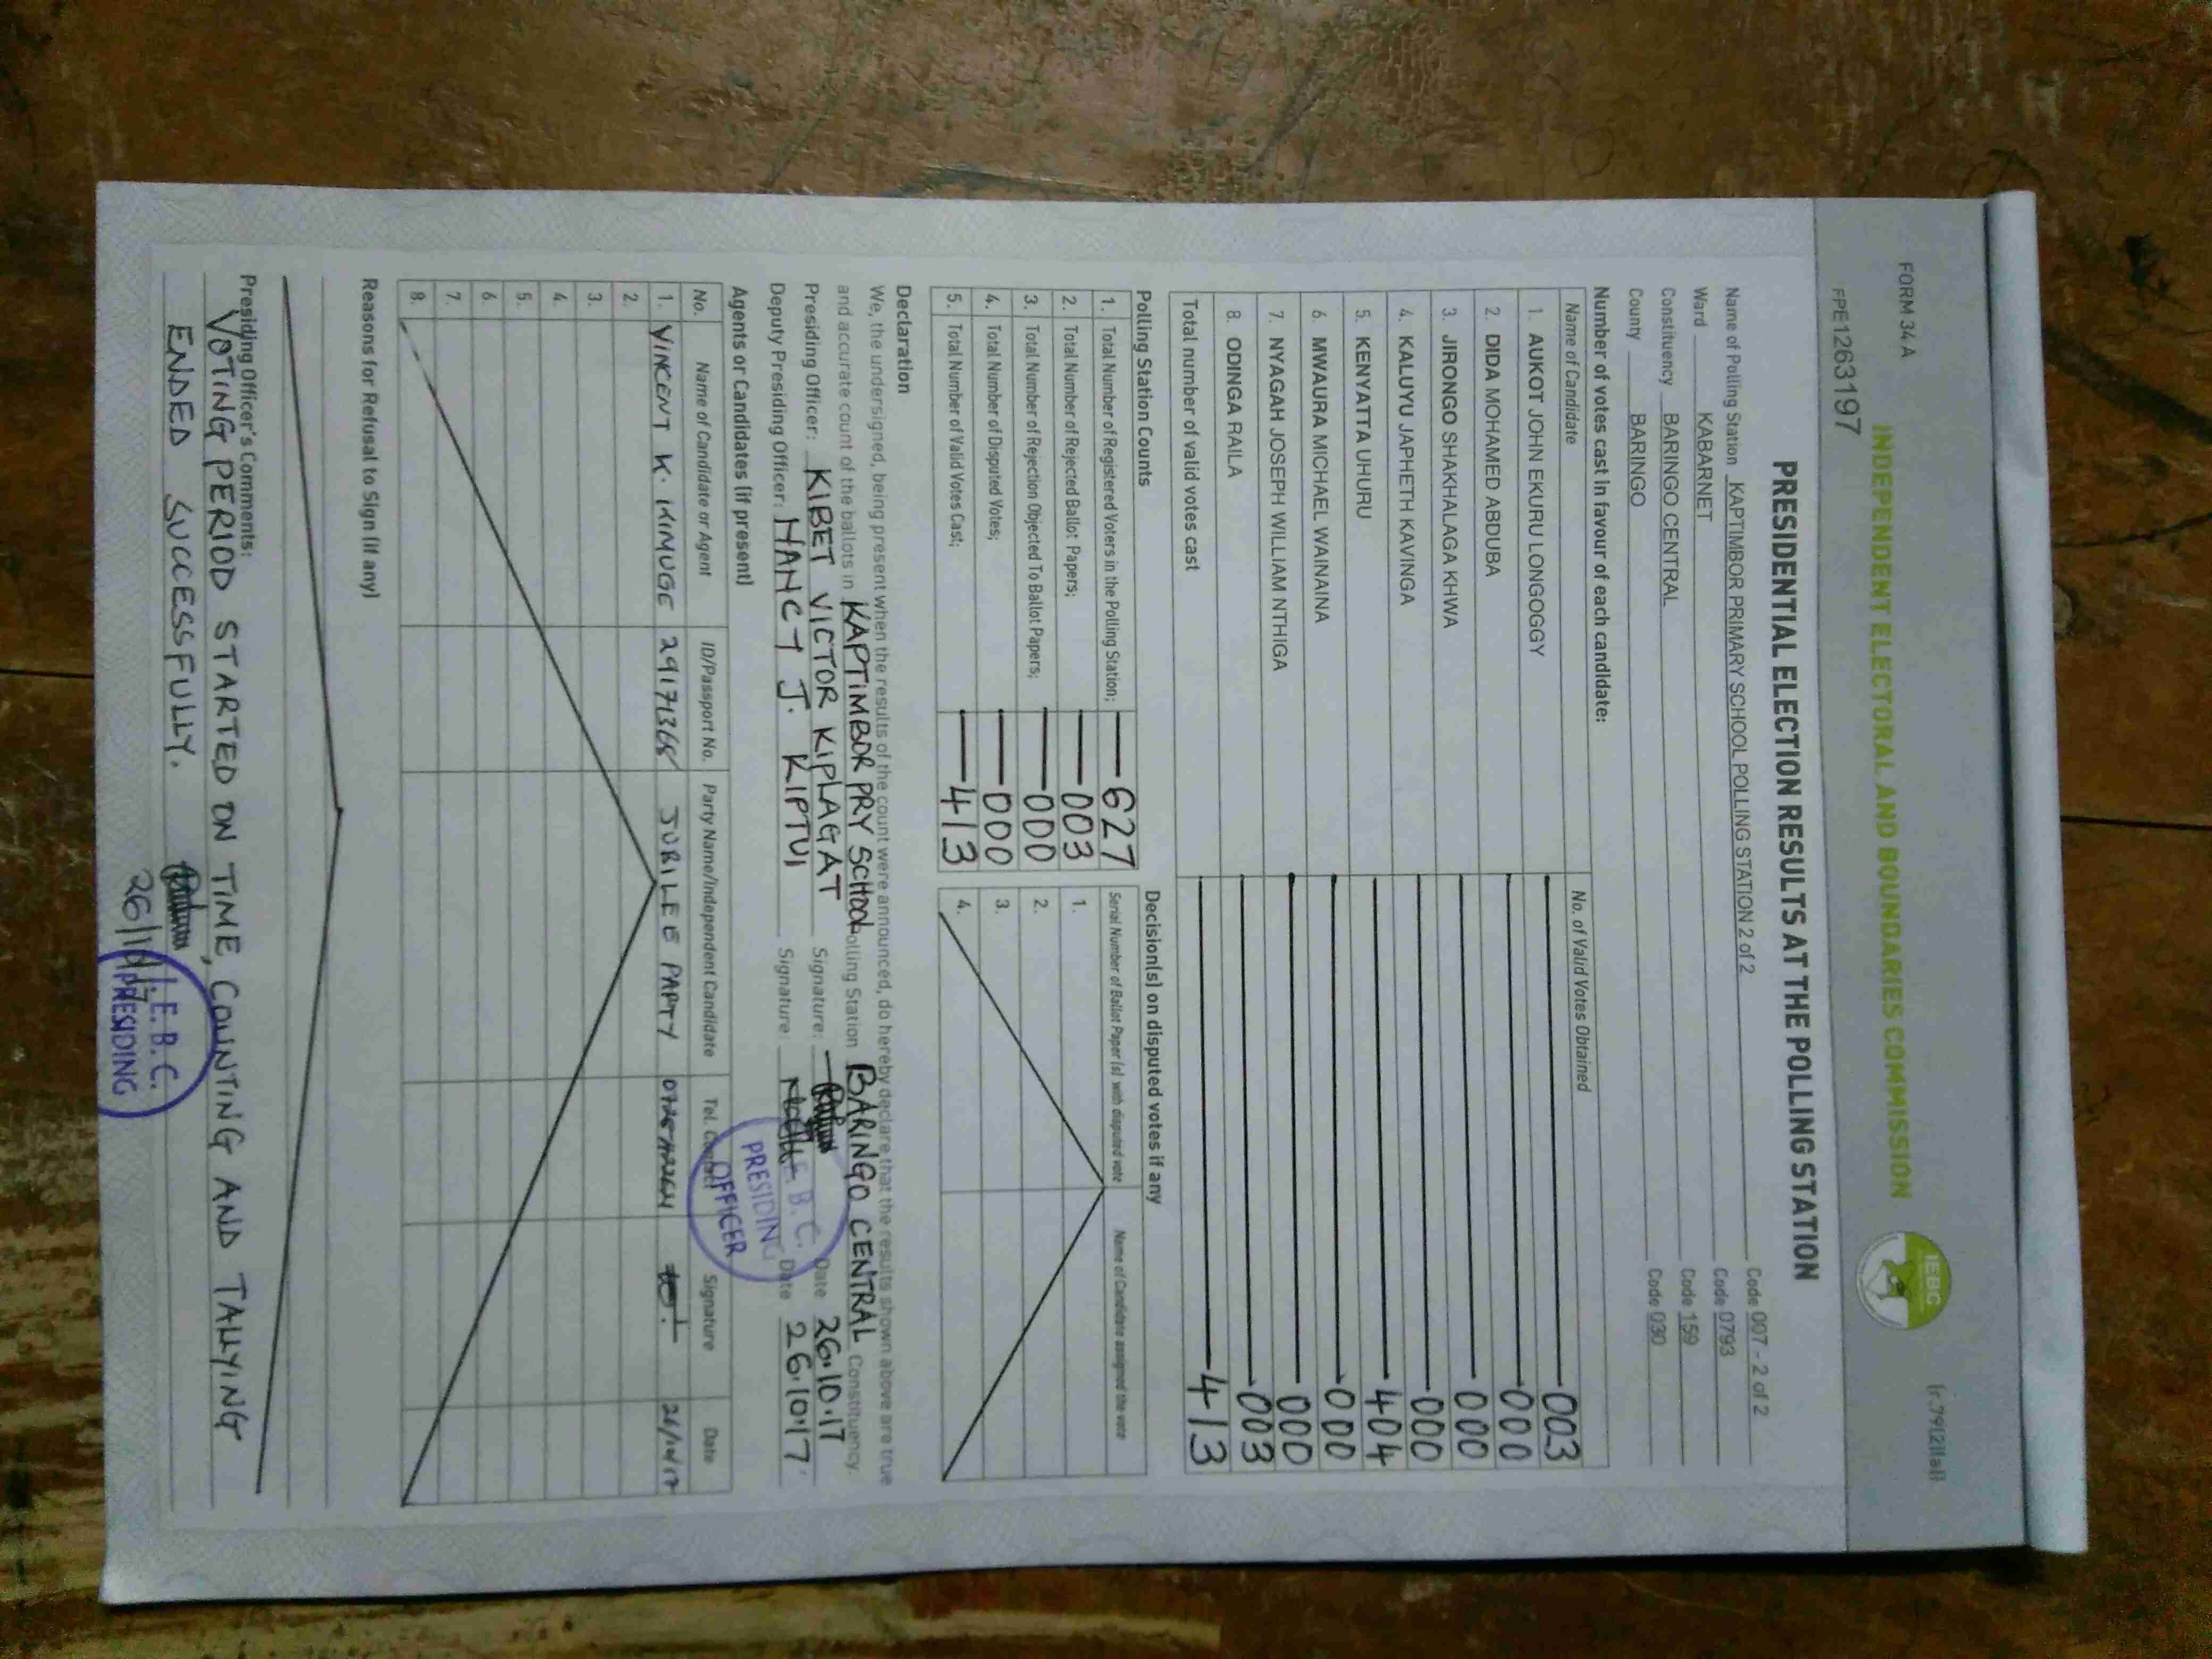 FORM 34 A
(r.79(2)(a))
INDEPENDENT ELECTORAL AND BOUNDARIES COMMISSION
IEBC
FPE1263197
PRESIDENTIAL ELECTION RESULTS AT THE POLLING STATION
Name of Polling Station KAPTIMBOR PRIMARY SCHOOL POLLING STATION 2 of 2 Code 007 - 2 of 2
Ward KABARNET Code 0793
Constituency BARINGO CENTRAL Code 159
County BARINGO Code 030
Number of votes cast in favour of each candidate:
Name of Candidate No. of Valid Votes Obtained
1. AUKOT JOHN EKURU LONGOGGY 003
2. DIDA MOHAMED ABDUBA 000
3. JIRONGO SHAKHALAGA KHWA 000
4. KALUYU JAPHETH KAVINGA 000
5. KENYATTA UHURU 404
6. MWAURA MICHAEL WAINAINA 000
7. NYAGAH JOSEPH WILLIAM NTHIGA 000
8. ODINGA RAILA 003
Total number of valid votes cast 413
Polling Station Counts
1. Total Number of Registered Voters in the Polling Station; 627
2. Total Number of Rejected Ballot Papers; 003
3. Total Number of Rejection Objected To Ballot Papers; 000
4. Total Number of Disputed Votes; 000
5. Total Number of Valid Votes Cast; 413
Decision(s) on disputed votes if any
Serial Number of Ballot Paper (s) with disputed vote Name of Candidate assigned the vote
1.
2.
3.
4.
Declaration
We, the undersigned, being present when the results of the count were announced, do hereby declare that the results shown above are true
and accurate count of the ballots in KAPTIMBOR PRY SCHOOL olling Station BARINGO CENTRAL Constituency.
Presiding Officer: KIBET VICTOR KIPLAGAT Signature: Date 26.10.17
Deputy Presiding Officer: NANCY J. KIPTUI Signature: Date 26.10.17
E. B. C.
PRESIDING
OFFICER
Agents or Candidates (if present)
No. Name of Candidate or Agent ID/Passport No. Party Name/Independent Candidate Tel. Contact Signature Date
1. VINCENT K. KIMUGE JUBILEE PARTY 26/10/17
2.
3.
4.
5.
6.
7.
8.
Reasons for Refusal to Sign (if any)
Presiding Officer's Comments:
VOTING PERIOD STARTED ON TIME, COUNTING AND TALLYING
ENDED SUCCESSFULLY.
26/10/17
I. E. B. C.
PRESIDING